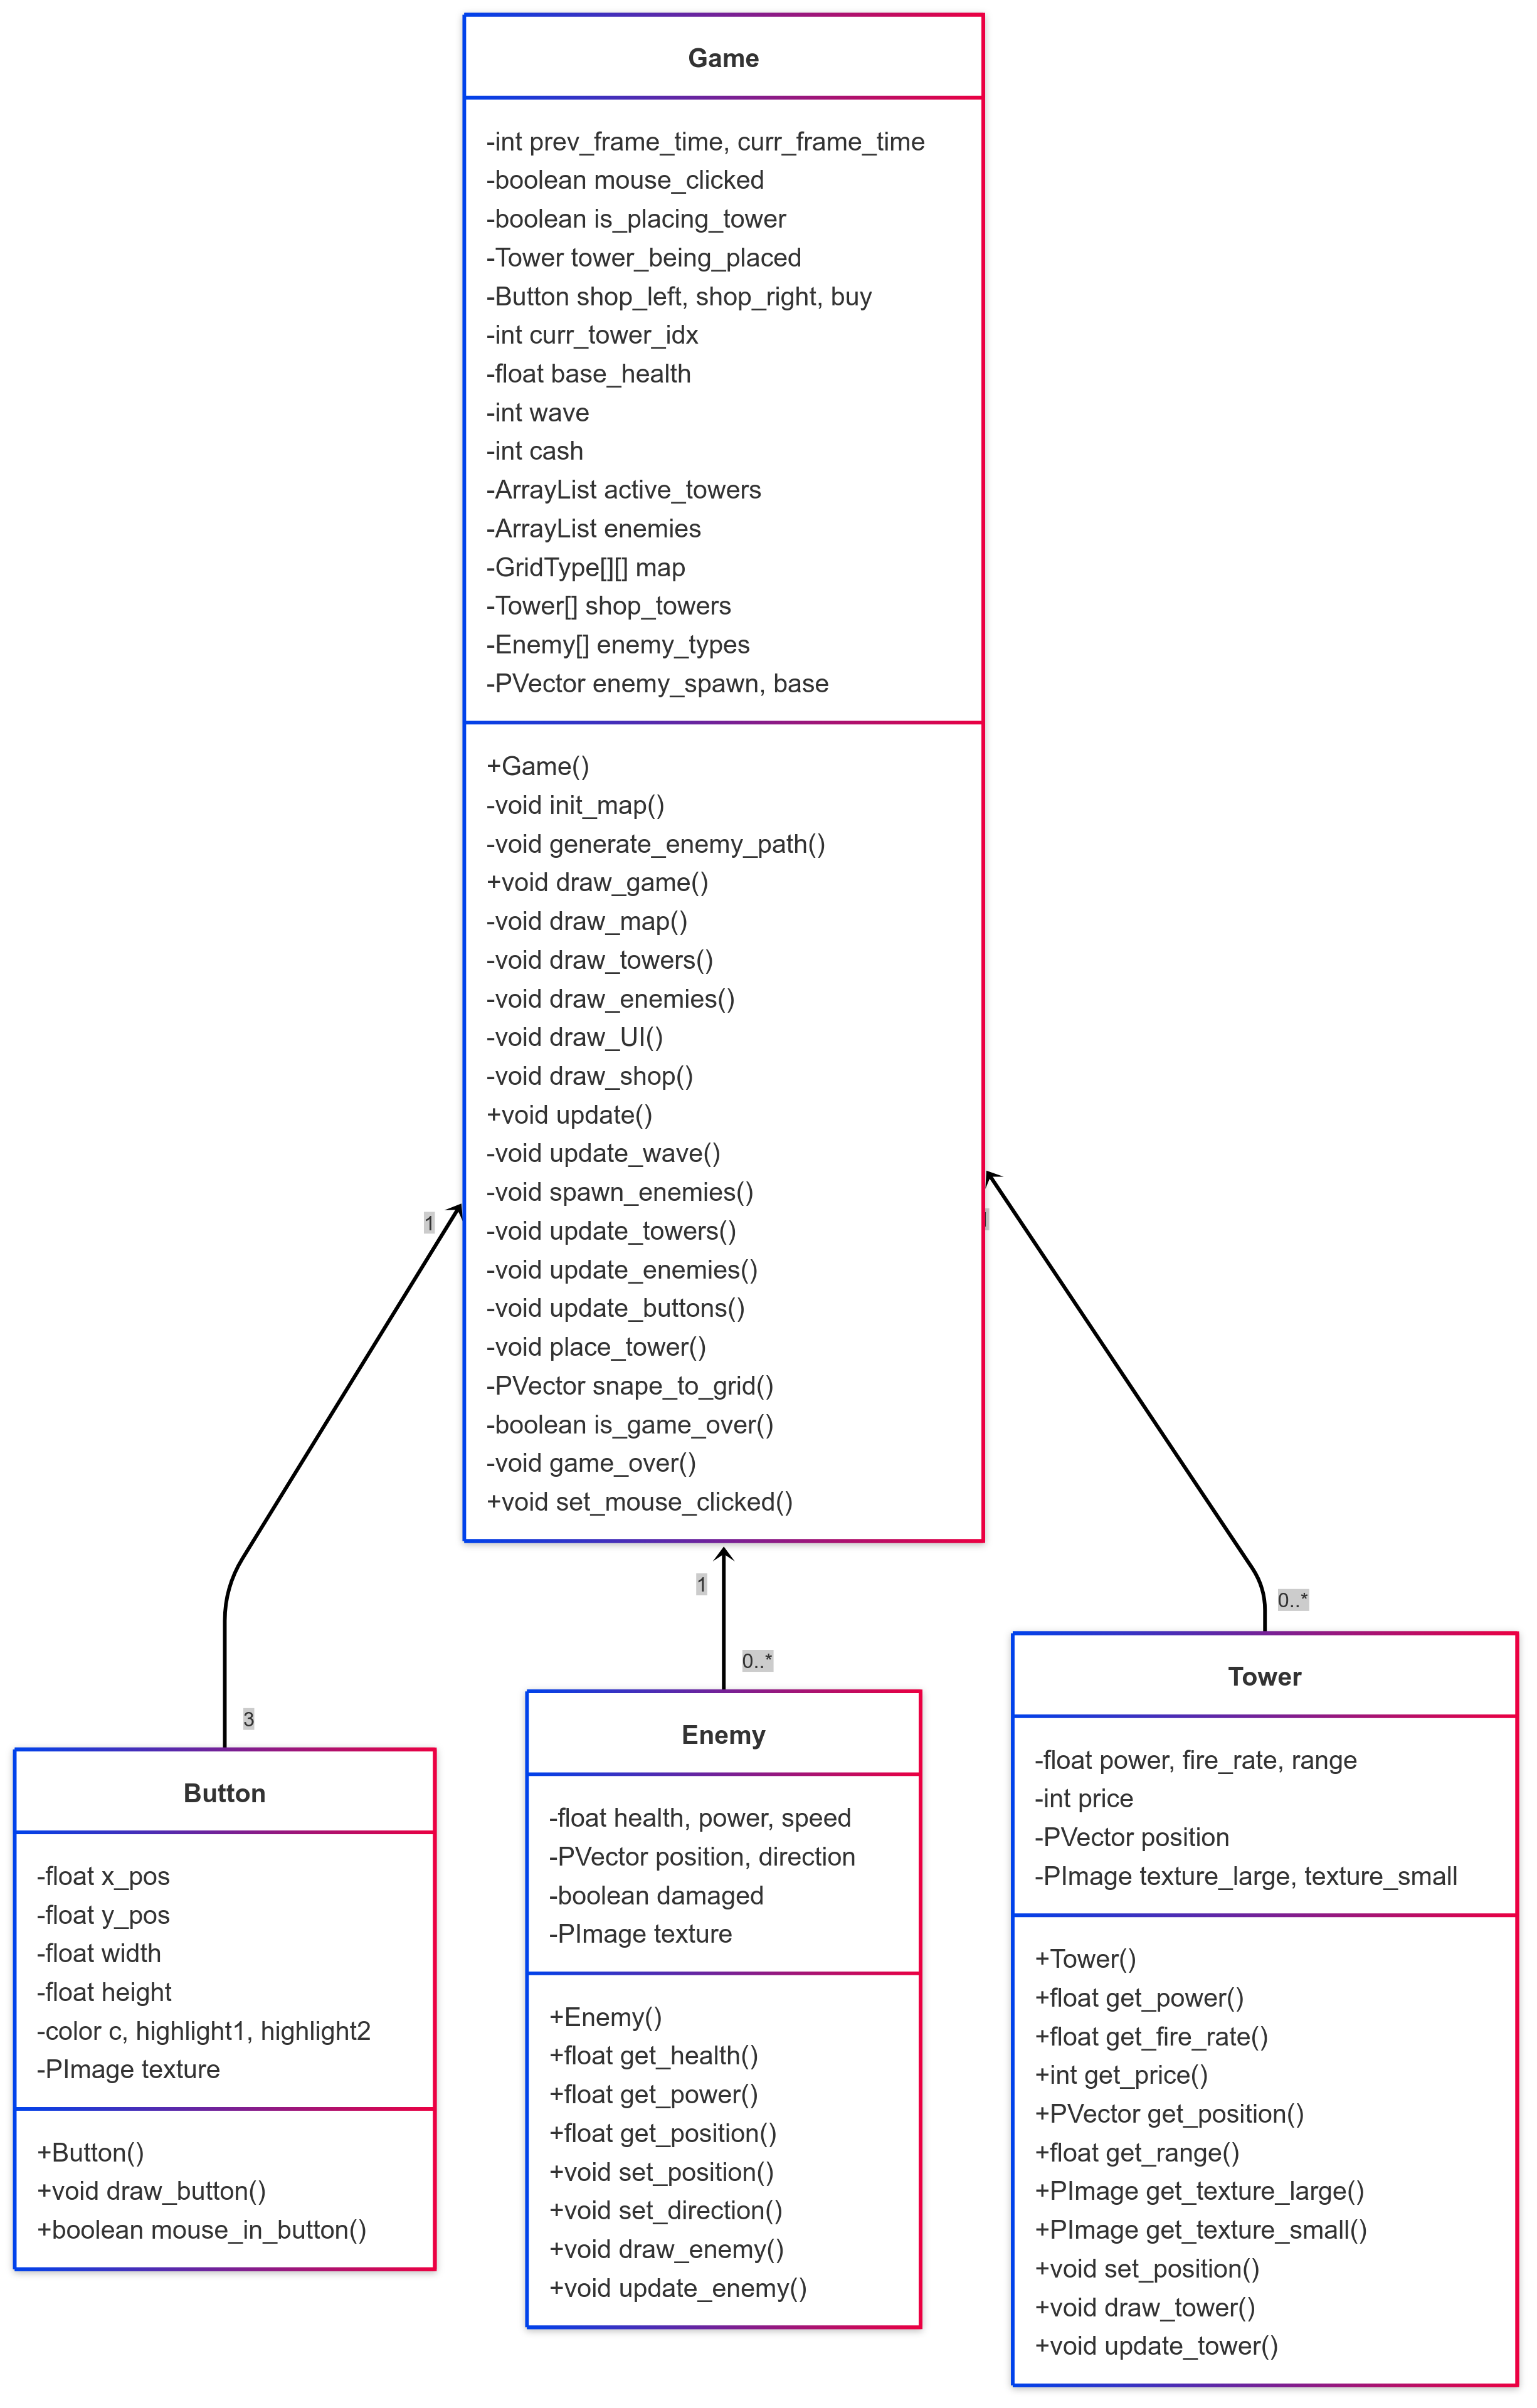 Game
-int prev_frame_time, curr_frame_time
-boolean mouse_clicked
-boolean is_placing_tower
-Tower tower_being_placed
-Button shop_left, shop_right, buy
-int curr_tower_idx
-float base_health
-int wave
-int cash
-ArrayList active_towers
-ArrayList enemies
-GridType[][] map
-Tower[] shop_towers
-Enemy[] enemy_types
-PVector enemy_spawn, base
+Game()
-void init_map()
-void generate_enemy_path()
+void draw_game()
-void draw_map()
-void draw_towers()
-void draw_enemies()
-void draw_UI()
-void draw_shop()
+void update()
-void update_wave()
-void spawn_enemies()
-void update_towers()
-void update_enemies()
-void update_buttons()
-void place_tower()
-PVector snape_to_grid()
-boolean is_game_over()
-void game_over()
+void set_mouse_clicked()
1
3
1
0..*
0..*
Button
-float x_pos
-float y_pos
-float width
-float height
-color c, highlight1, highlight2
-PImage texture
+Button()
+void draw_button()
+boolean mouse_in_button()
Enemy
-float health, power, speed
-PVector position, direction
-boolean damaged
-PImage texture
+Enemy()
+float get_health()
+float get_power()
+float get_position()
+void set_position()
+void set_direction()
+void draw_enemy()
+void update_enemy()
Tower
-float power, fire_rate, range
-int price
-PVector position
-PImage texture_large, texture_small
+Tower()
+float get_power()
+float get_fire_rate()
+int get_price()
+PVector get_position()
+float get_range()
+PImage get_texture_large()
+PImage get_texture_small()
+void set_position()
+void draw_tower()
+void update_tower()